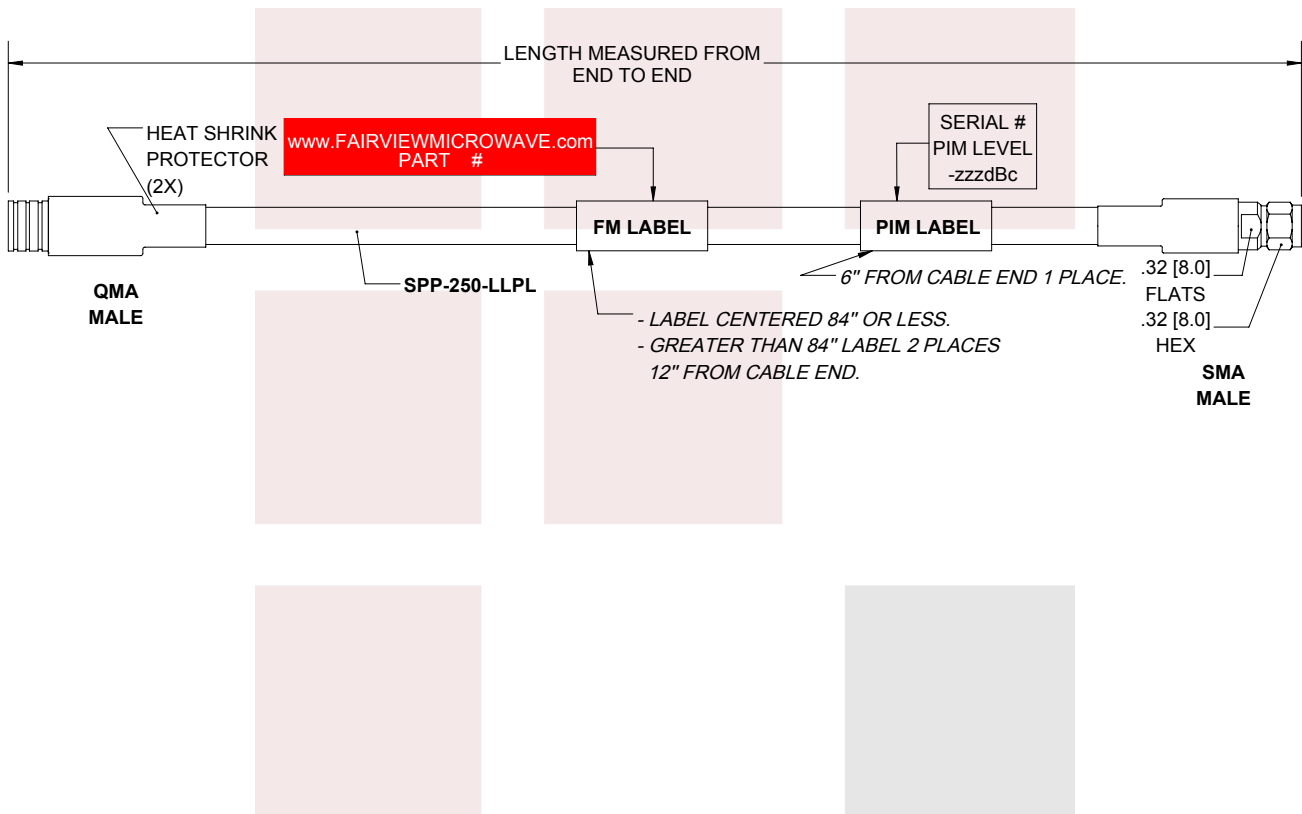 LENGTH MEASURED FROM
END TO END
HEAT SHRINK
PROTECTOR
(2X)
www.FAIRVIEWMICROWAVE.com
PART #
SERIAL #
PIM LEVEL
-zzzdBc
FM LABEL
PIM LABEL
QMA
MALE
SPP-250-LLPL
6" FROM CABLE END 1 PLACE.
- LABEL CENTERED 84" OR LESS.
- GREATER THAN 84" LABEL 2 PLACES
12" FROM CABLE END.
.32 [8.0]
FLATS
.32 [8.0]
HEX
SMA
MALE